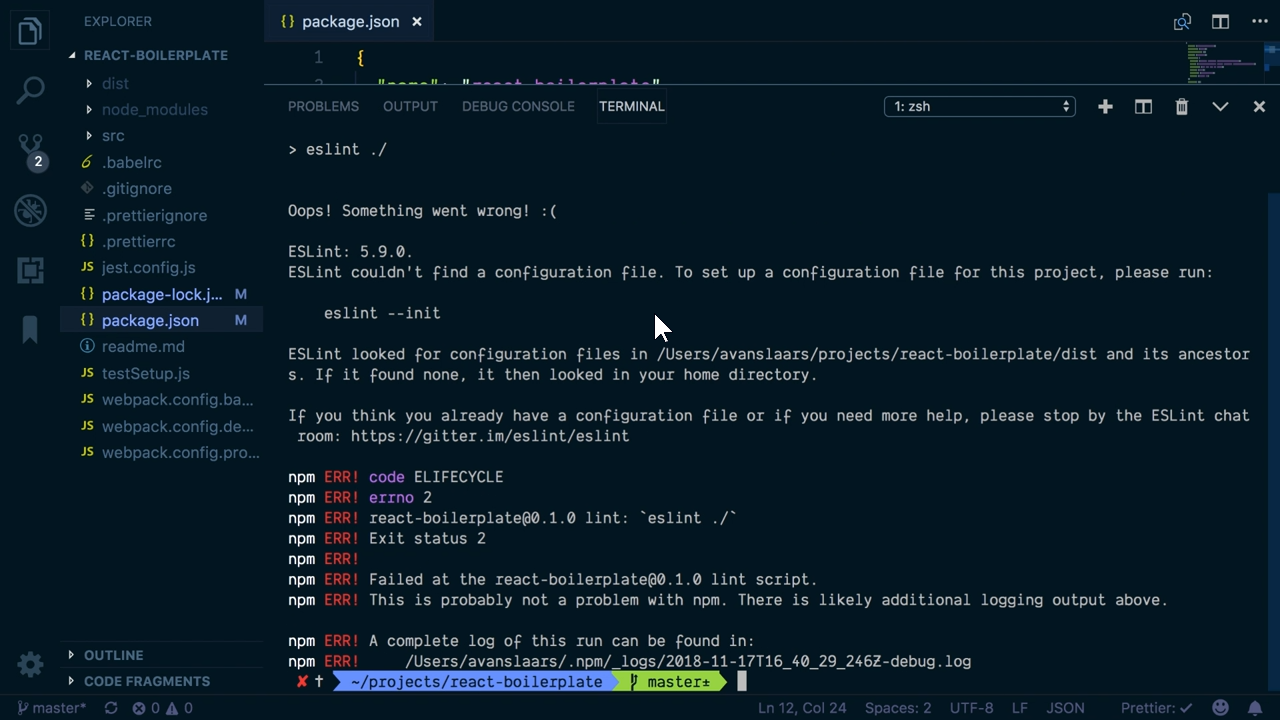 EXPLORER
REACT-BOILERPLATE
dist
node_modules
src
.babelrc
.gitignore
.prettierignore
.prettierrc
jest.config.js
package-lock.j... M
package.json M
readme.md
testSetup.js
webpack.config.ba...
webpack.config.de...
webpack.config.pro...
OUTLINE
CODE FRAGMENTS
2
{} package.json ×
1 {
2 "name": "react-boilerplate"
PROBLEMS OUTPUT DEBUG CONSOLE TERMINAL 1: zsh
> eslint ./
Oops! Something went wrong! :(
ESLint: 5.9.0.
ESLint couldn't find a configuration file. To set up a configuration file for this project, please run:
eslint --init
ESLint looked for configuration files in /Users/avanslaars/projects/react-boilerplate/dist and its ancestor
s. If it found none, it then looked in your home directory.
If you think you already have a configuration file or if you need more help, please stop by the ESLint chat
room: https://gitter.im/eslint/eslint
npm ERR! code ELIFECYCLE
npm ERR! errno 2
npm ERR! react-boilerplate@0.1.0 lint: `eslint ./`
npm ERR! Exit status 2
npm ERR!
npm ERR! Failed at the react-boilerplate@0.1.0 lint script.
npm ERR! This is probably not a problem with npm. There is likely additional logging output above.
npm ERR! A complete log of this run can be found in:
npm ERR! /Users/avanslaars/.npm/_logs/2018-11-17T16_40_29_246Z-debug.log
✘ † ~/projects/react-boilerplate master±
master* 0 0 Ln 12, Col 24 Spaces: 2 UTF-8 LF JSON Prettier: ✓